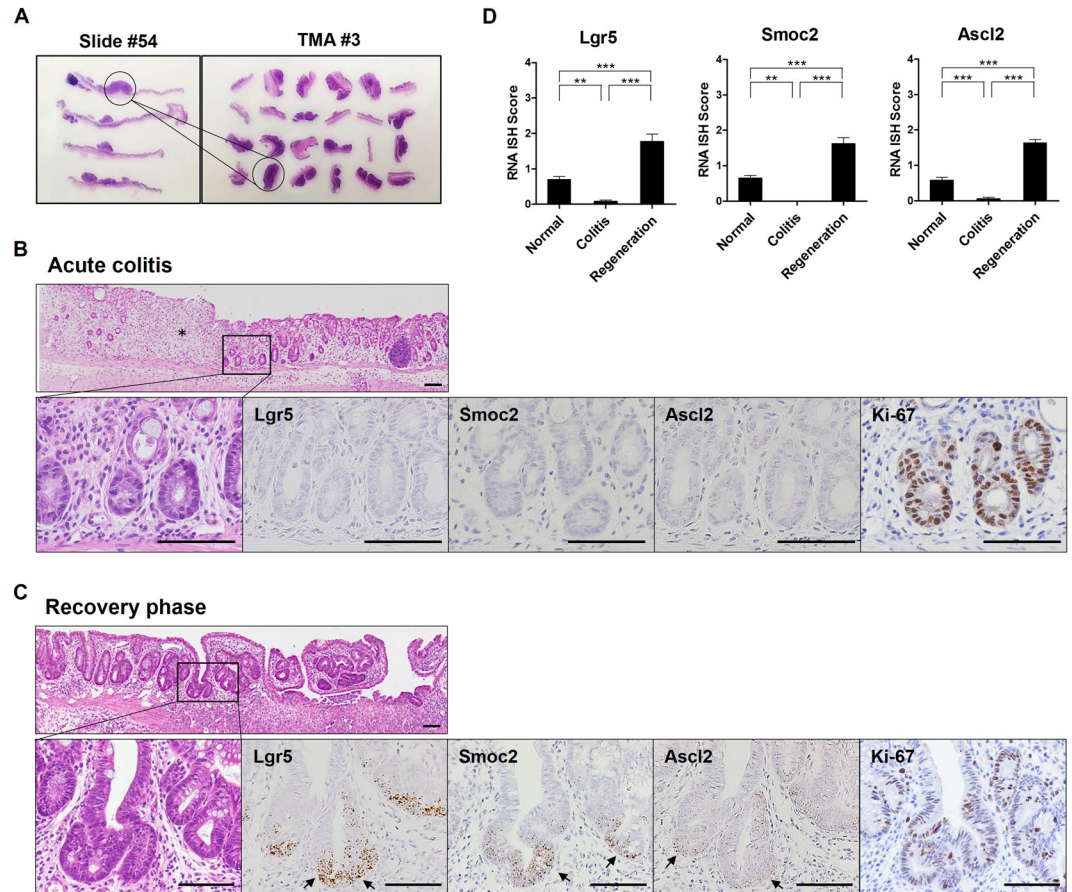 A
Slide #54
TMA #3
D
Lgr5
Smoc2
Ascl2
***
**
***
***
**
***
***
***
***
RNA ISH Score
4
3
2
1
0
Normal
Colitis
Regeneration
RNA ISH Score
4
3
2
1
0
Normal
Colitis
Regeneration
RNA ISH Score
4
3
2
1
0
Normal
Colitis
Regeneration
B
Acute colitis
*
Lgr5
Smoc2
Ascl2
Ki-67
C
Recovery phase
Lgr5
Smoc2
Ascl2
Ki-67